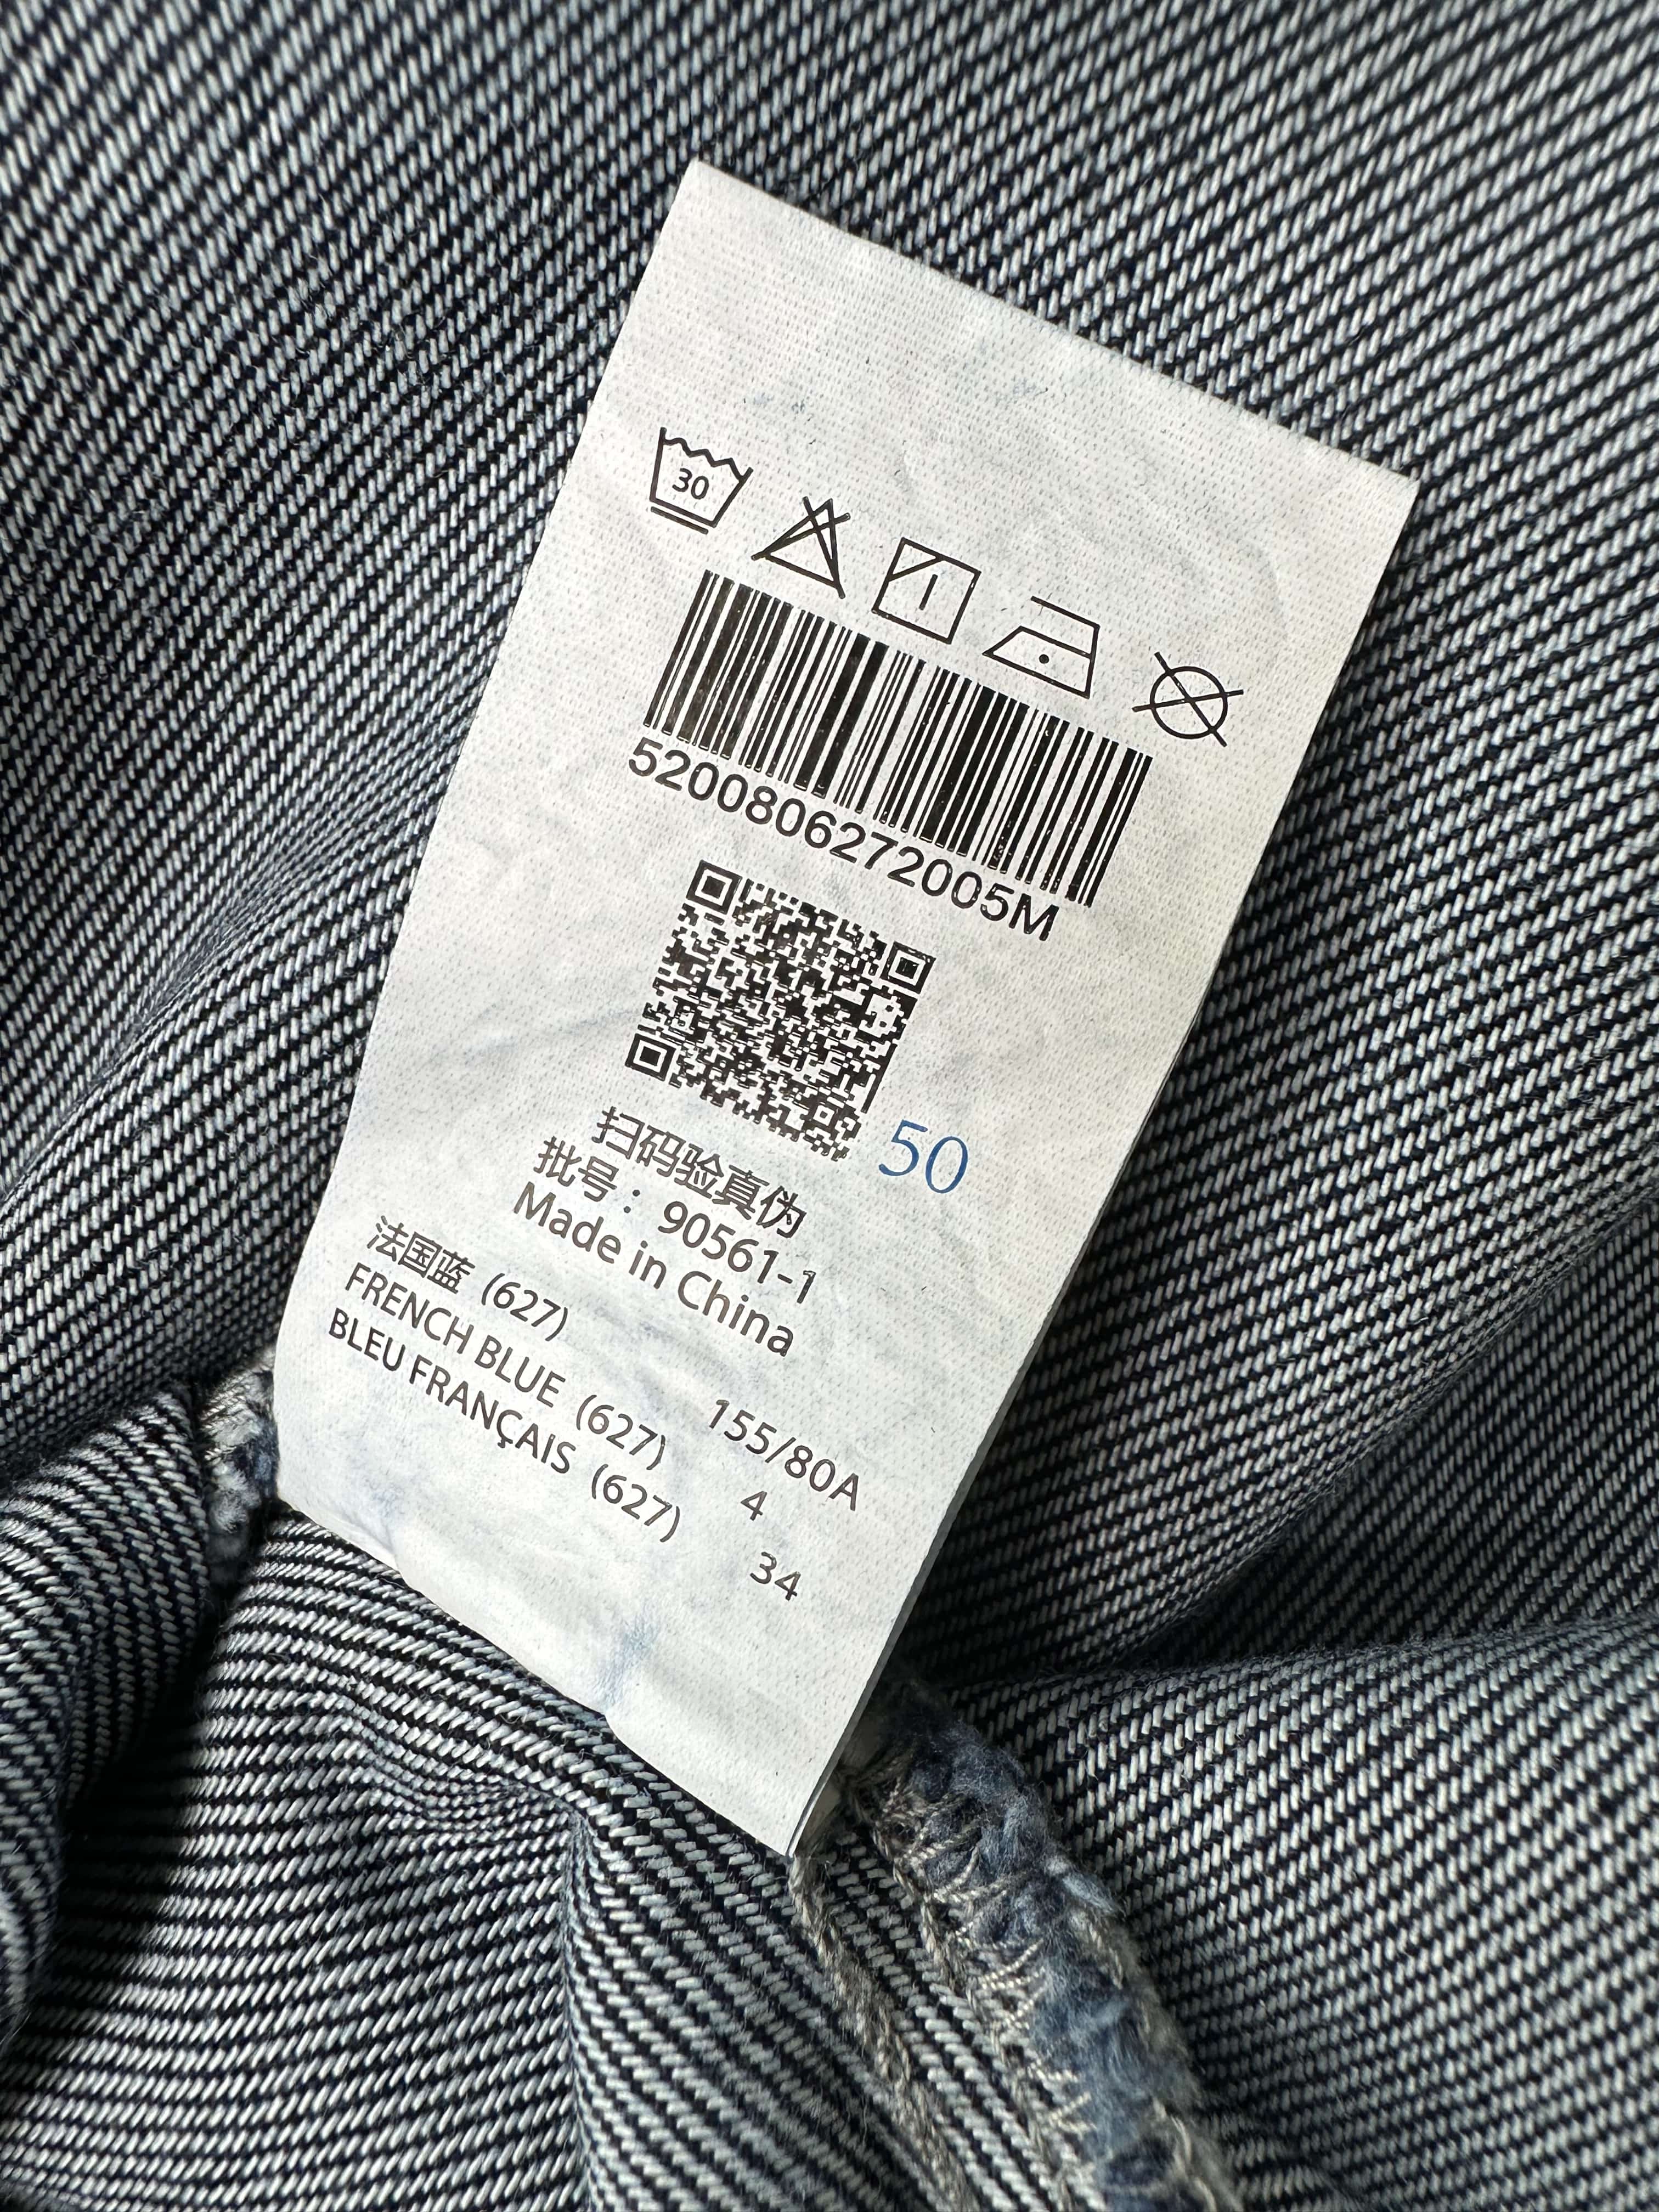 30
5200806272005M
50
扫码验真伪
批号：90561-1
Made in China
法国蓝 (627) 155/80A
FRENCH BLUE (627) 4
BLEU FRANÇAIS (627) 34